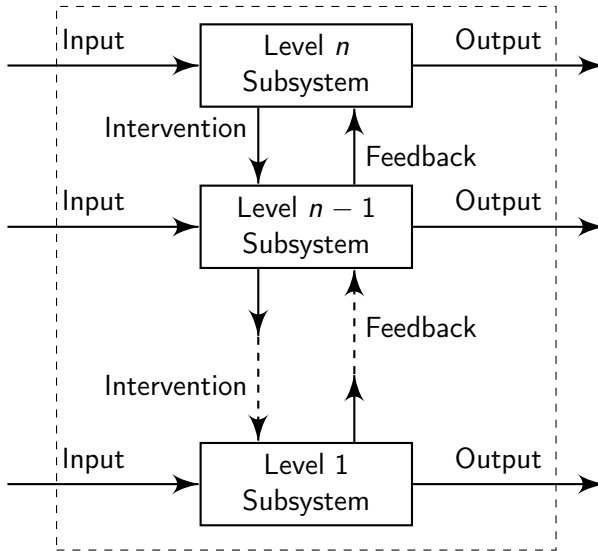 Input
Level n
Subsystem
Output
Intervention
Feedback
Input
Level n − 1
Subsystem
Output
Feedback
Intervention
Input
Level 1
Subsystem
Output